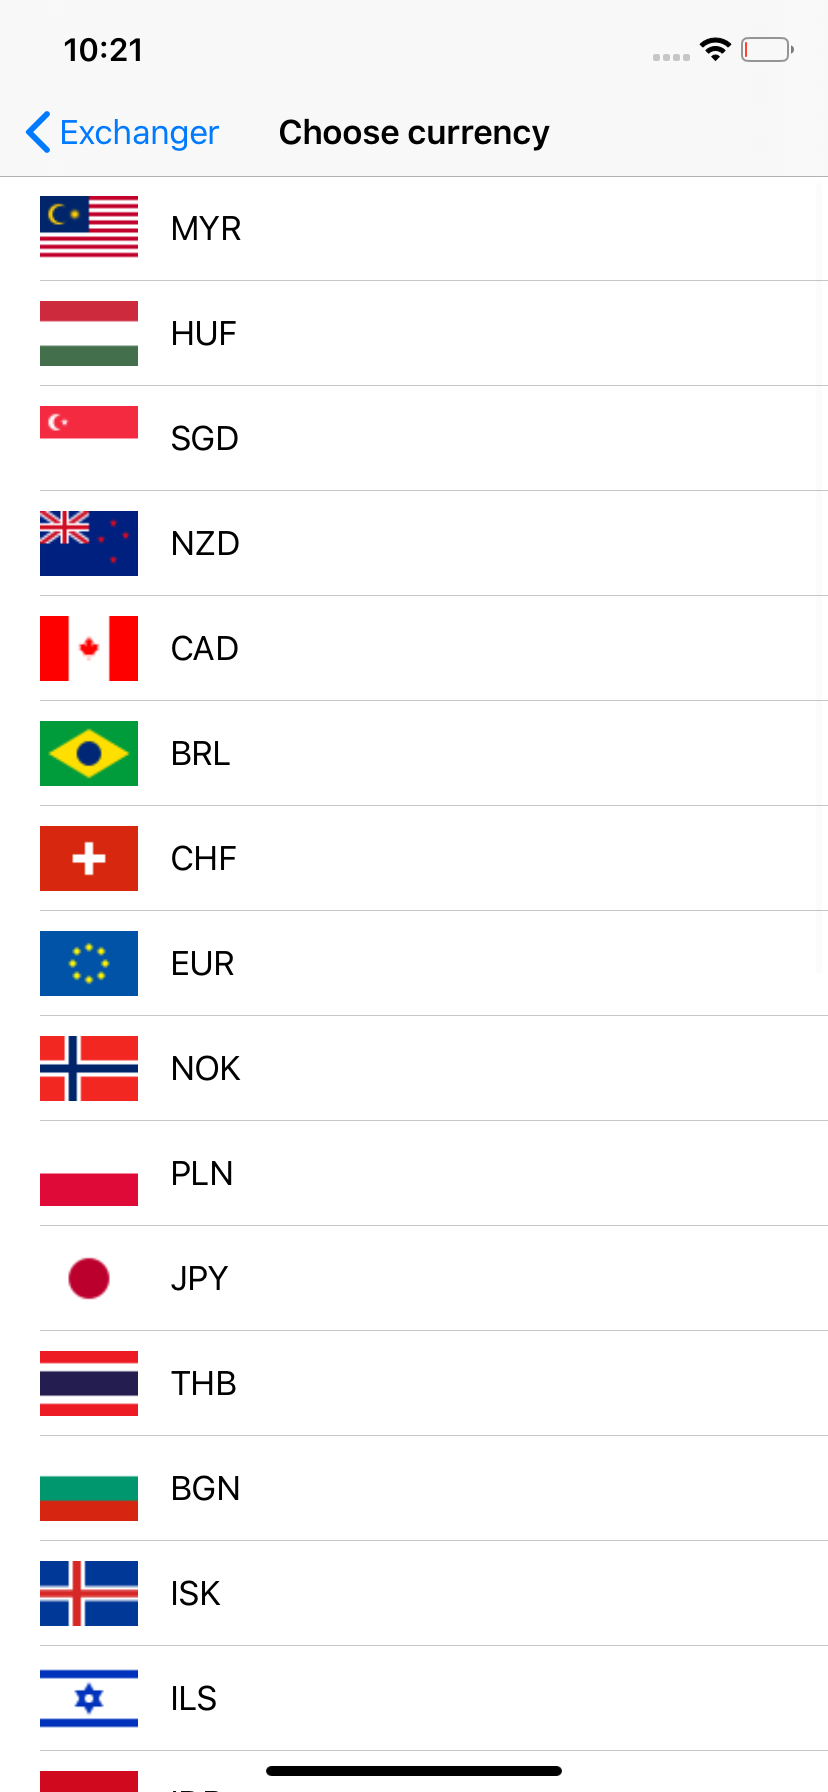 10:21
Exchanger Choose currency
MYR
HUF
SGD
NZD
CAD
BRL
CHF
EUR
NOK
PLN
JPY
THB
BGN
ISK
ILS